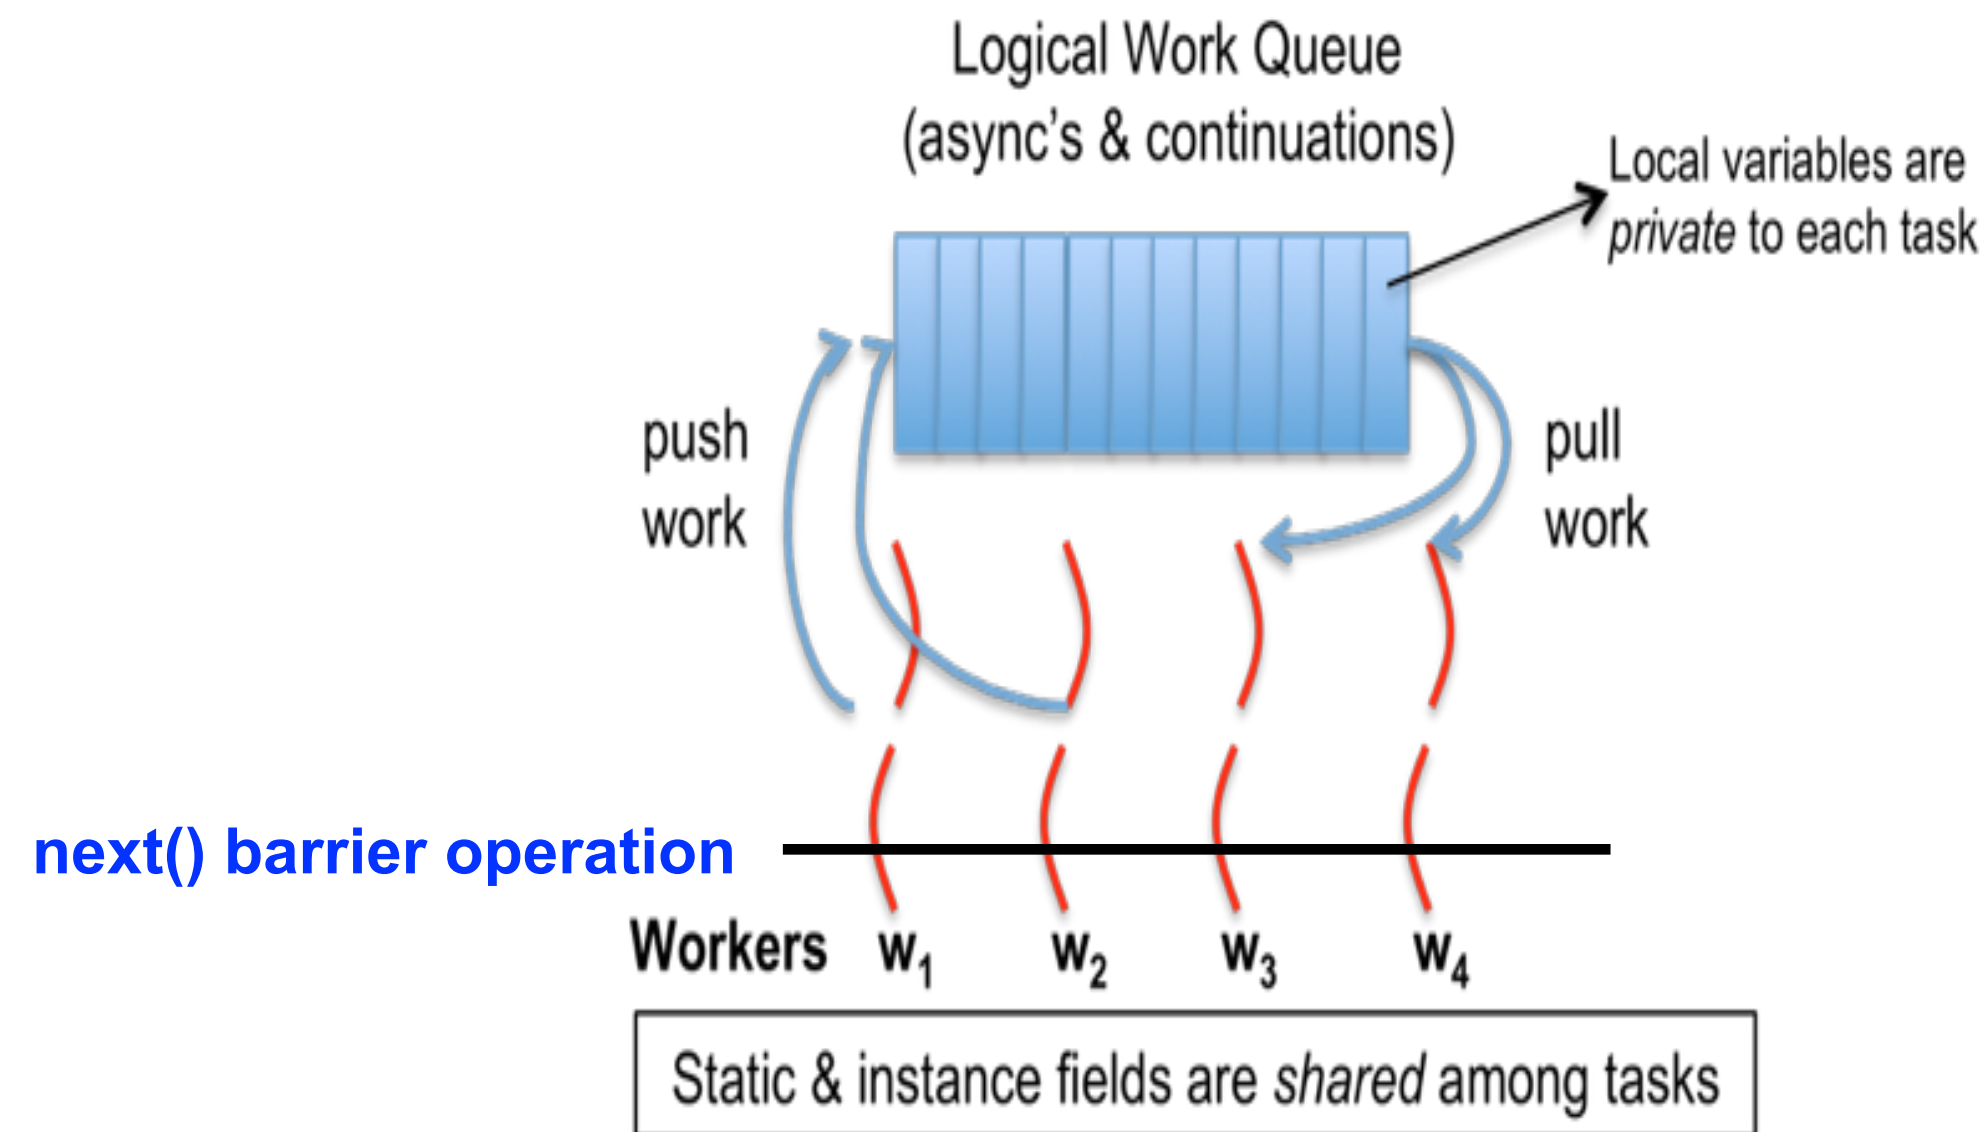 Logical Work Queue
(async's & continuations)
Local variables are
private to each task
push
work
pull
work
next() barrier operation
Workers w1 w2 w3 w4
Static & instance fields are shared among tasks